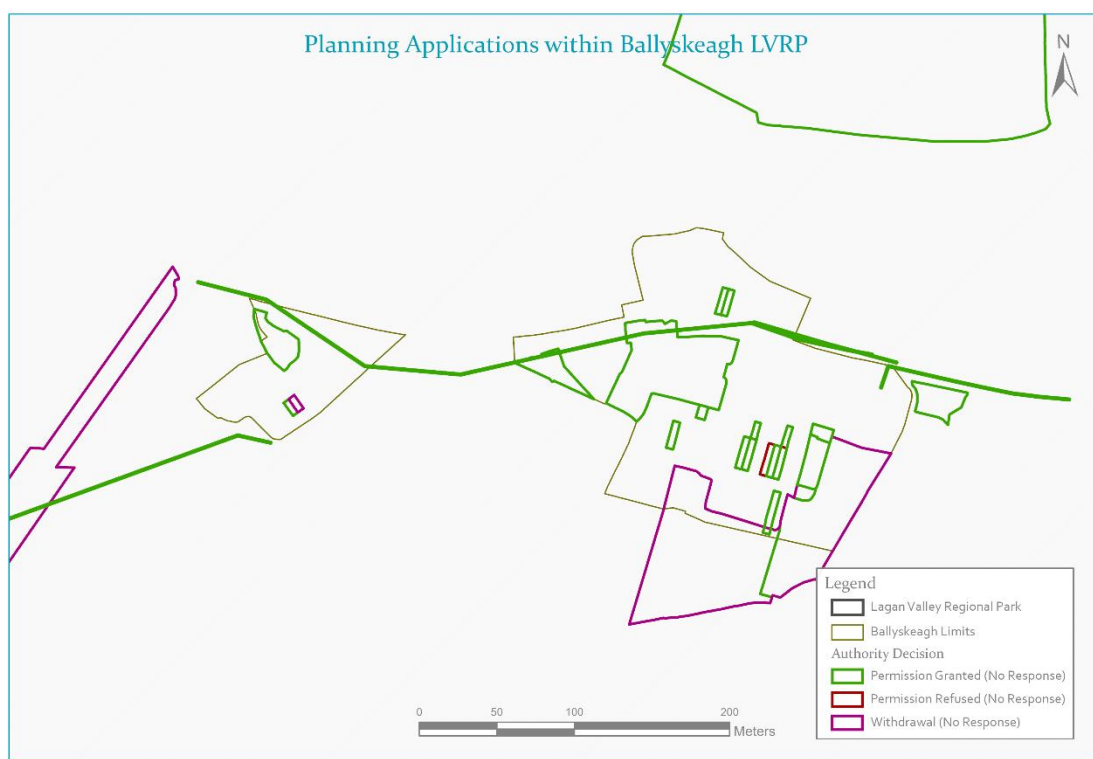 Planning Applications within Ballyskeagh LVRP
N
Legend
Lagan Valley Regional Park
Ballyskeagh Limits
Authority Decision
Permission Granted (No Response)
Permission Refused (No Response)
Withdrawal (No Response)
0 50 100 200
Meters